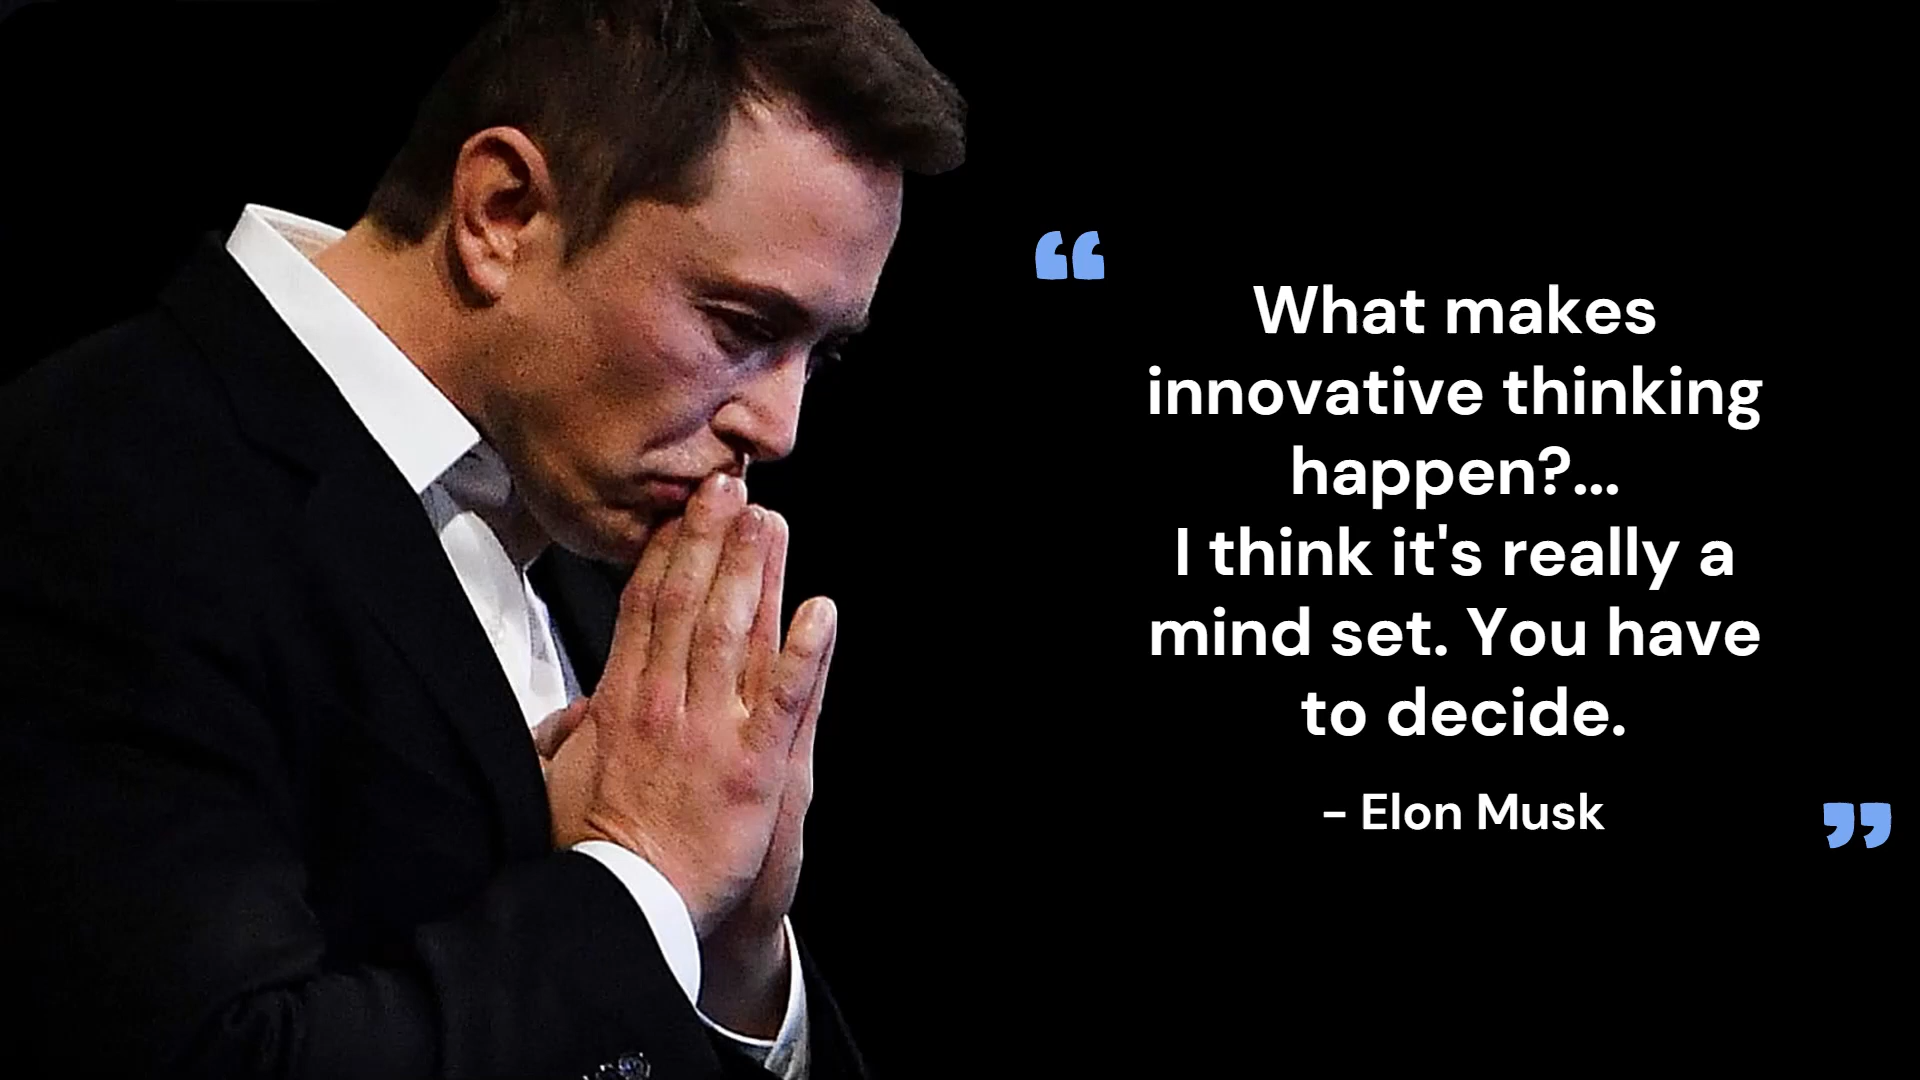 “
What makes
innovative thinking
happen?...
I think it's really a
mind set. You have
to decide.
– Elon Musk
”